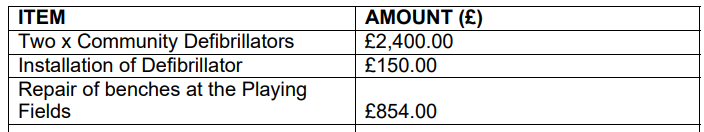 ITEM AMOUNT (£)
Two x Community Defibrillators £2,400.00
Installation of Defibrillator £150.00
Repair of benches at the Playing
Fields £854.00